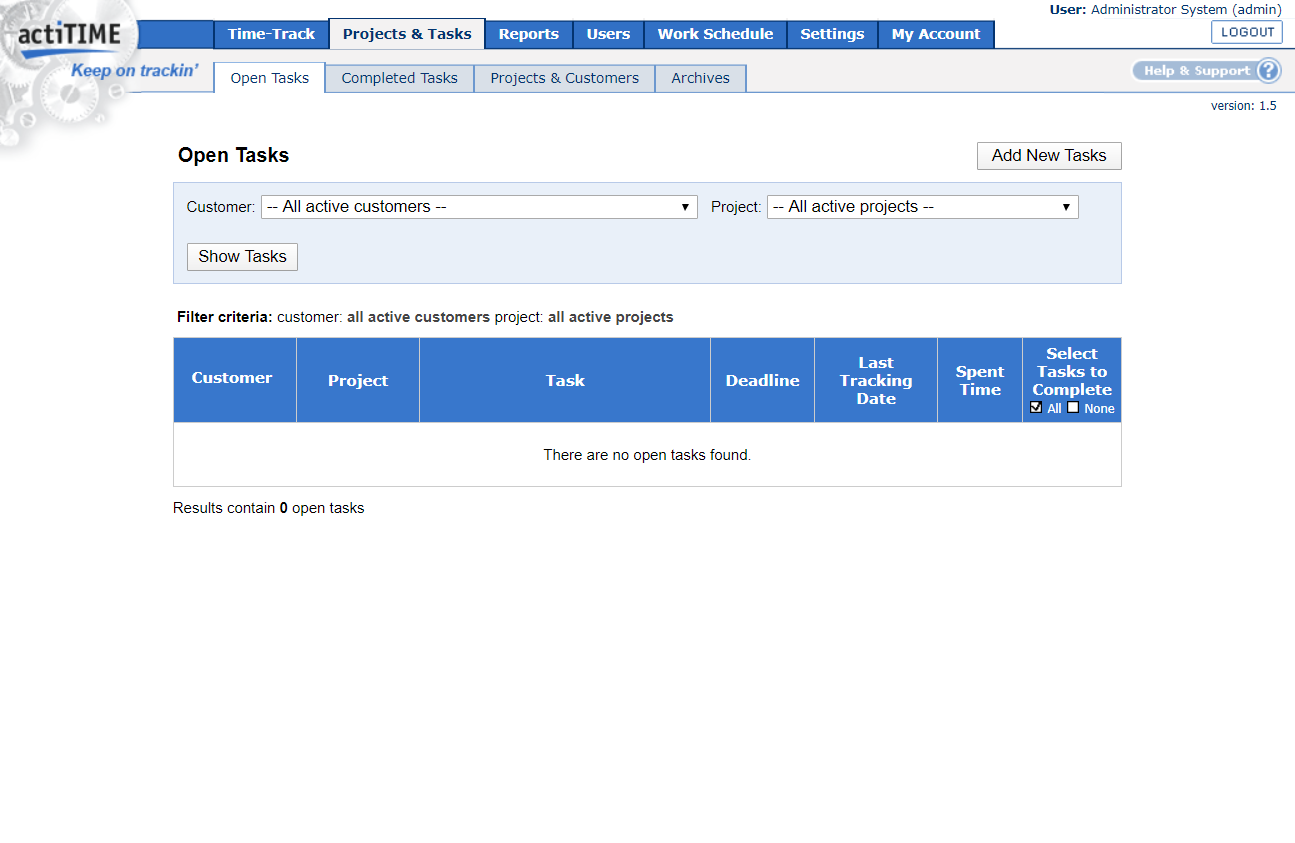 User: Administrator System (admin)
actiTIME
Time-Track Projects & Tasks Reports Users Work Schedule Settings My Account LOGOUT
Keep on trackin'
Open Tasks Completed Tasks Projects & Customers Archives Help & Support ?
version: 1.5
Open Tasks Add New Tasks
Customer: -- All active customers -- Project: -- All active projects --
Show Tasks
Filter criteria: customer: all active customers project: all active projects
Customer Project Task Deadline Last Tracking Date Spent Time Select Tasks to Complete
All None
There are no open tasks found.
Results contain 0 open tasks